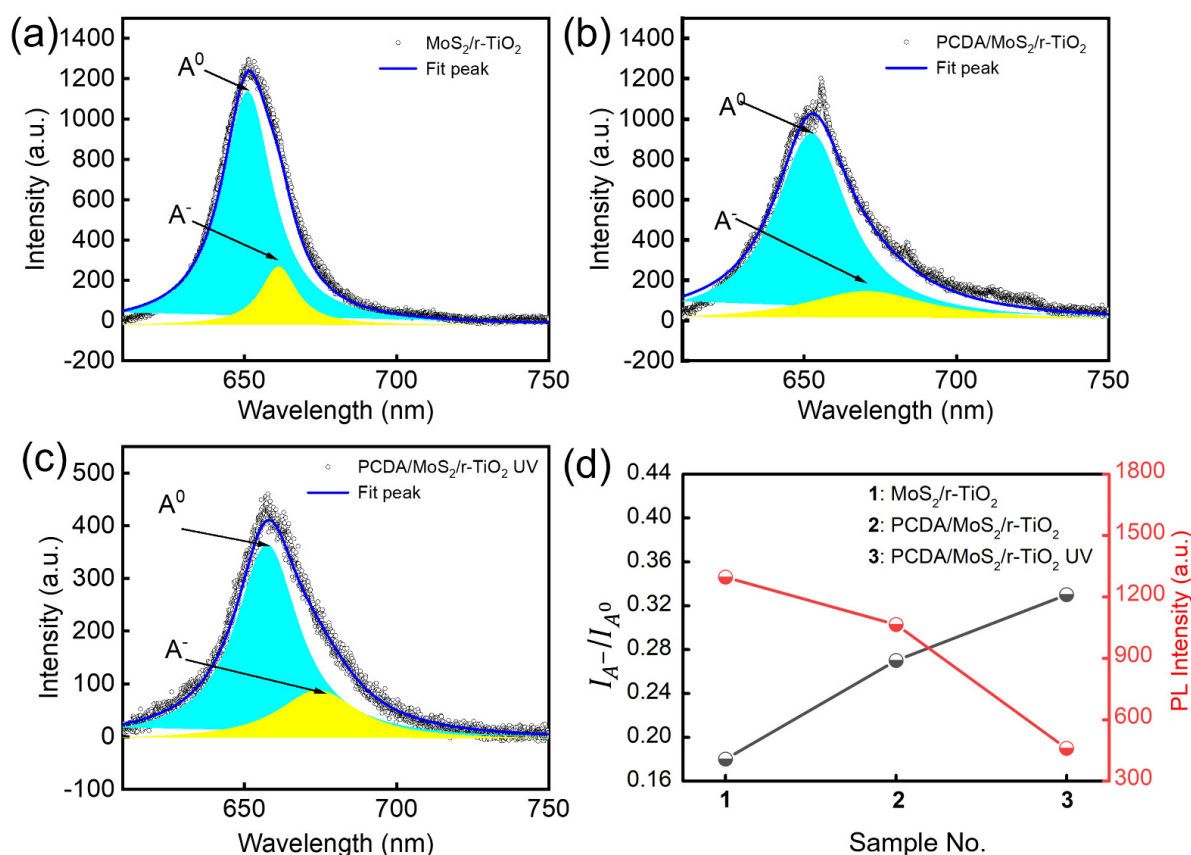 (a)
1400
1200
1000
800
600
400
200
0
-200
Intensity (a.u.)
A⁰
A⁻
MoS₂/r-TiO₂
Fit peak
650
700
750
Wavelength (nm)
(b)
1400
1200
1000
800
600
400
200
0
-200
Intensity (a.u.)
A⁰
A⁻
PCDA/MoS₂/r-TiO₂
Fit peak
650
700
750
Wavelength (nm)
(c)
500
400
300
200
100
0
-100
Intensity (a.u.)
A⁰
A⁻
PCDA/MoS₂/r-TiO₂ UV
Fit peak
650
700
750
Wavelength (nm)
(d)
0.44
0.40
0.36
0.32
0.28
0.24
0.20
0.16
I_A⁻/I_A⁰
1: MoS₂/r-TiO₂
2: PCDA/MoS₂/r-TiO₂
3: PCDA/MoS₂/r-TiO₂ UV
1800
1500
1200
900
600
300
PL Intensity (a.u.)
1
2
3
Sample No.